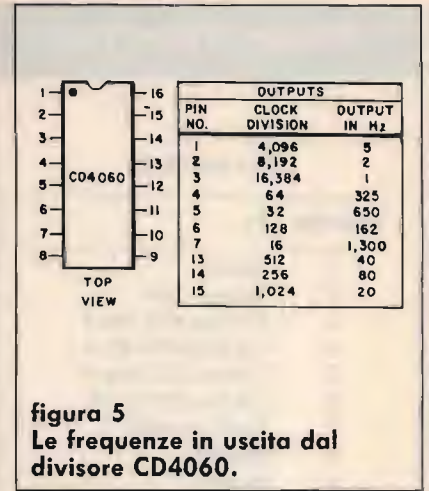 1 16
2 15
3 14
4 13
5 CD4060 12
6 11
7 10
8 9
TOP
VIEW
OUTPUTS
PIN NO. CLOCK DIVISION OUTPUT IN Hz
1 4,096 5
2 8,192 2
3 16,384 1
4 64 325
5 32 650
6 128 162
7 16 1,300
13 512 40
14 256 80
15 1,024 20
figura 5
Le frequenze in uscita dal
divisore CD4060.